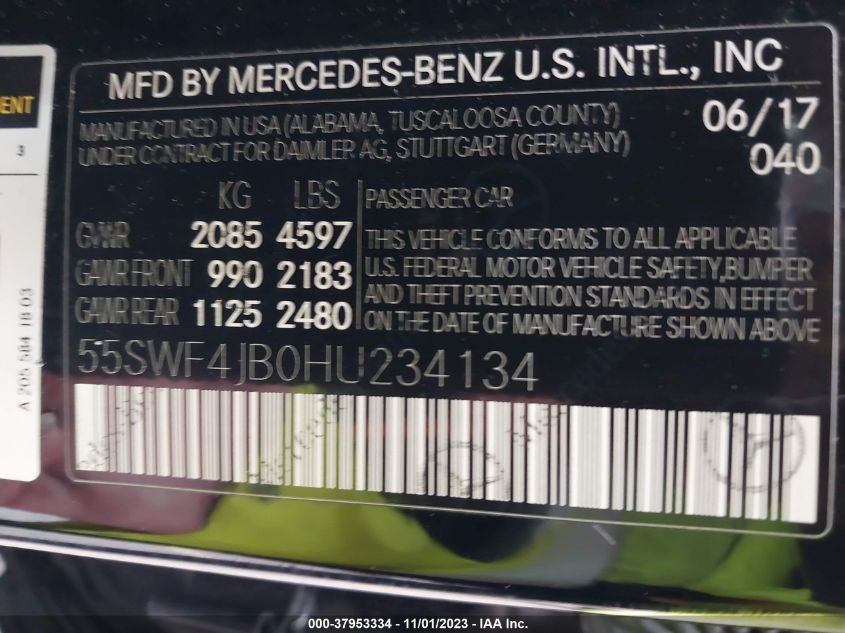 MFD BY MERCEDES-BENZ U.S. INTL., INC
MANUFACTURED IN USA (ALABAMA, TUSCALOOSA COUNTY)
UNDER CONTRACT FOR DAIMLER AG, STUTTGART (GERMANY)
06/17
040
KG LBS
GVWR 2085 4597
GAWR FRONT 990 2183
GAWR REAR 1125 2480
PASSENGER CAR
THIS VEHICLE CONFORMS TO ALL APPLICABLE
U.S. FEDERAL MOTOR VEHICLE SAFETY, BUMPER
AND THEFT PREVENTION STANDARDS IN EFFECT
ON THE DATE OF MANUFACTURE SHOWN ABOVE
55SWF4JB0HU234134
3
A 205 584 18 03
000-37953334 - 11/01/2023 - IAA Inc.